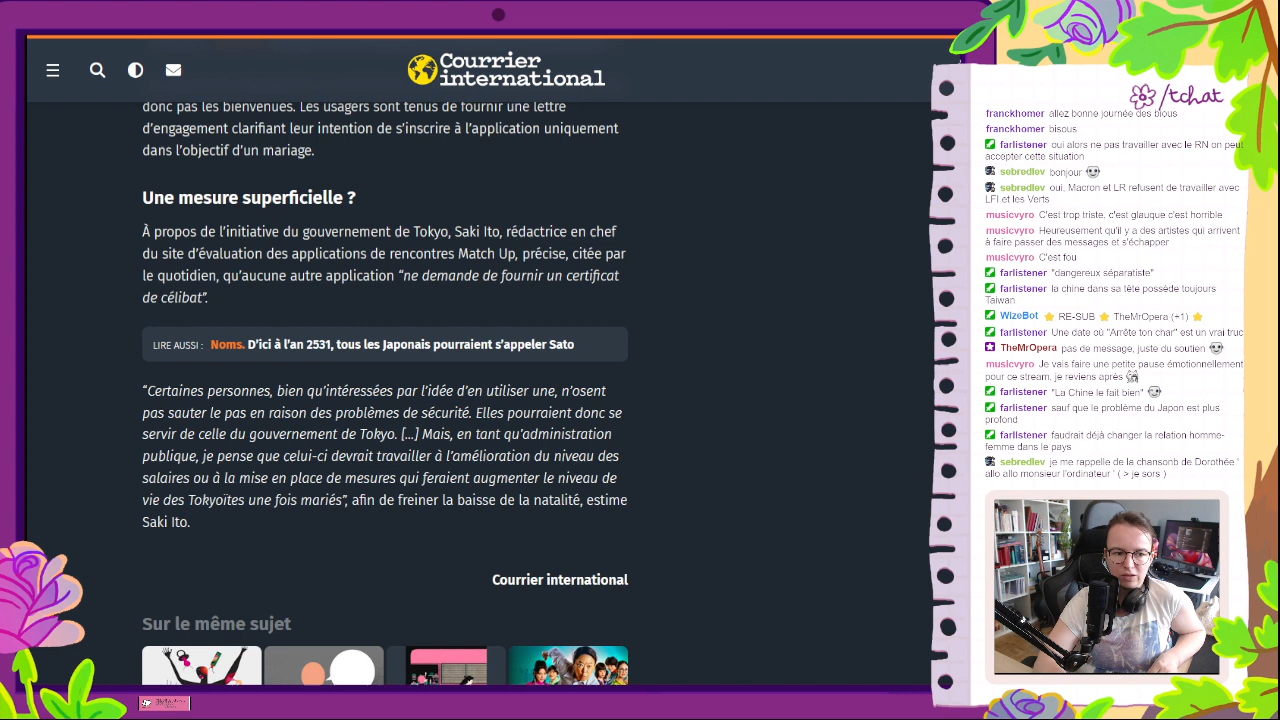 Courrier
international
donc pas les bienvenues. Les usagers sont tenus de fournir une lettre
d’engagement clarifiant leur intention de s’inscrire à l’application uniquement
dans l’objectif d’un mariage.
Une mesure superficielle ?
À propos de l’initiative du gouvernement de Tokyo, Saki Ito, rédactrice en chef
du site d’évaluation des applications de rencontres Match Up, précise, citée par
le quotidien, qu’aucune autre application “ne demande de fournir un certificat
de célibat”.
LIRE AUSSI : Noms. D’ici à l’an 2531, tous les Japonais pourraient s’appeler Sato
“Certaines personnes, bien qu’intéressées par l’idée d’en utiliser une, n’osent
pas sauter le pas en raison des problèmes de sécurité. Elles pourraient donc se
servir de celle du gouvernement de Tokyo. […] Mais, en tant qu’administration
publique, je pense que celui-ci devrait travailler à l’amélioration du niveau des
salaires ou à la mise en place de mesures qui feraient augmenter le niveau de
vie des Tokyoïtes une fois mariés”, afin de freiner la baisse de la natalité, estime
Saki Ito.
Courrier international
Sur le même sujet
/tchat
franckhomer allez bonne journée des bious
franckhomer bisous
farlistener oui alors ne pas travailler avec le RN on peut
accepter cette situation
sebredlev bonjour
sebredlev oui, Macron et LR refusent de travailler avec
LFI et les Verts
musicvyro C'est trop triste, c'est glauque c'est horrible
musicvyro Heureusement qu'il y a des artistes qui arrivent
à faire passer des messages et s'échapper
musicvyro C'est fou
farlistener "dangereux séparatiste"
farlistener la chine dans sa tête possède toujours
Taiwan
WizeBot RE-SUB TheMrOpera (+1)
farlistener Une date où "Arrête ton char" est un vrai truc
TheMrOpera pas de message, juste du soutien
musicvyro Je vais faire une petite pause émotionnellement
pour ce stream, je reviens après
farlistener "La Chine le fait bien"
farlistener sauf que le problème du Japon est plus
profond
farlistener faudrait déjà changer la relation homme-
femme dans le pays
sebredlev je me rappelle de la chansonb de Dorothée "
allo allo monsieur l'ordinateur " ( > je sors )